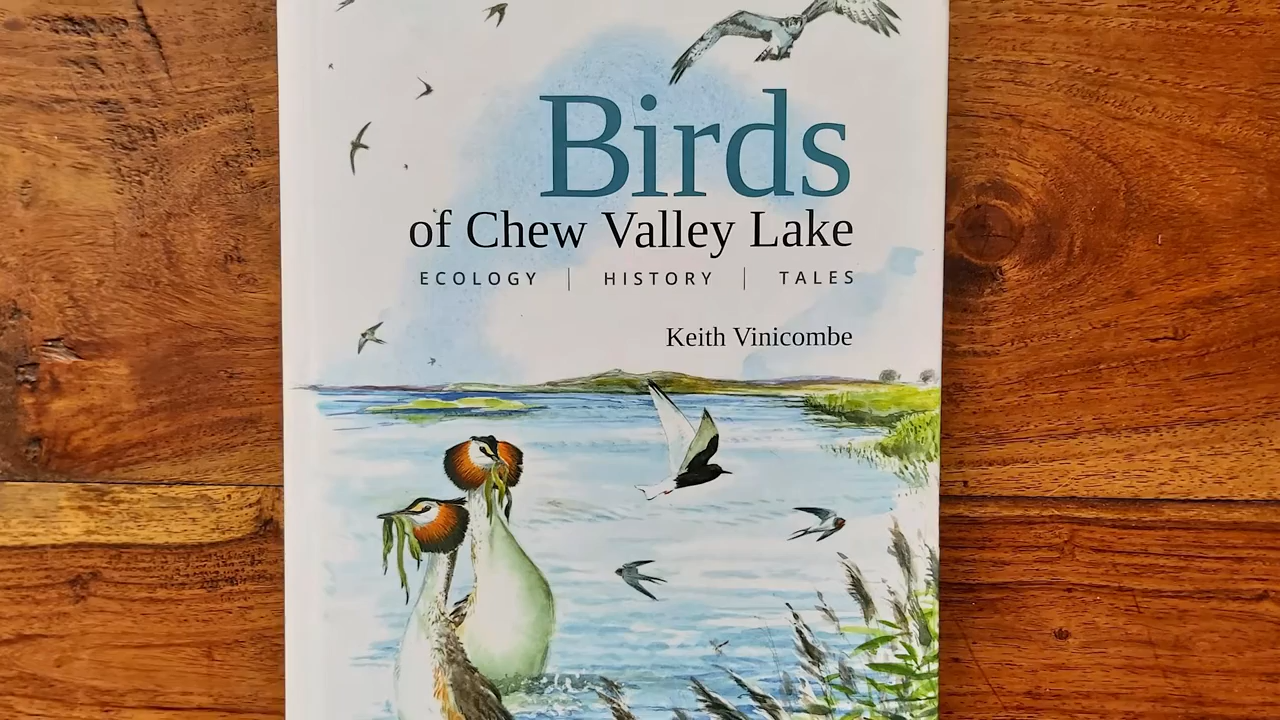 Birds
of Chew Valley Lake
ECOLOGY | HISTORY | TALES
Keith Vinicombe